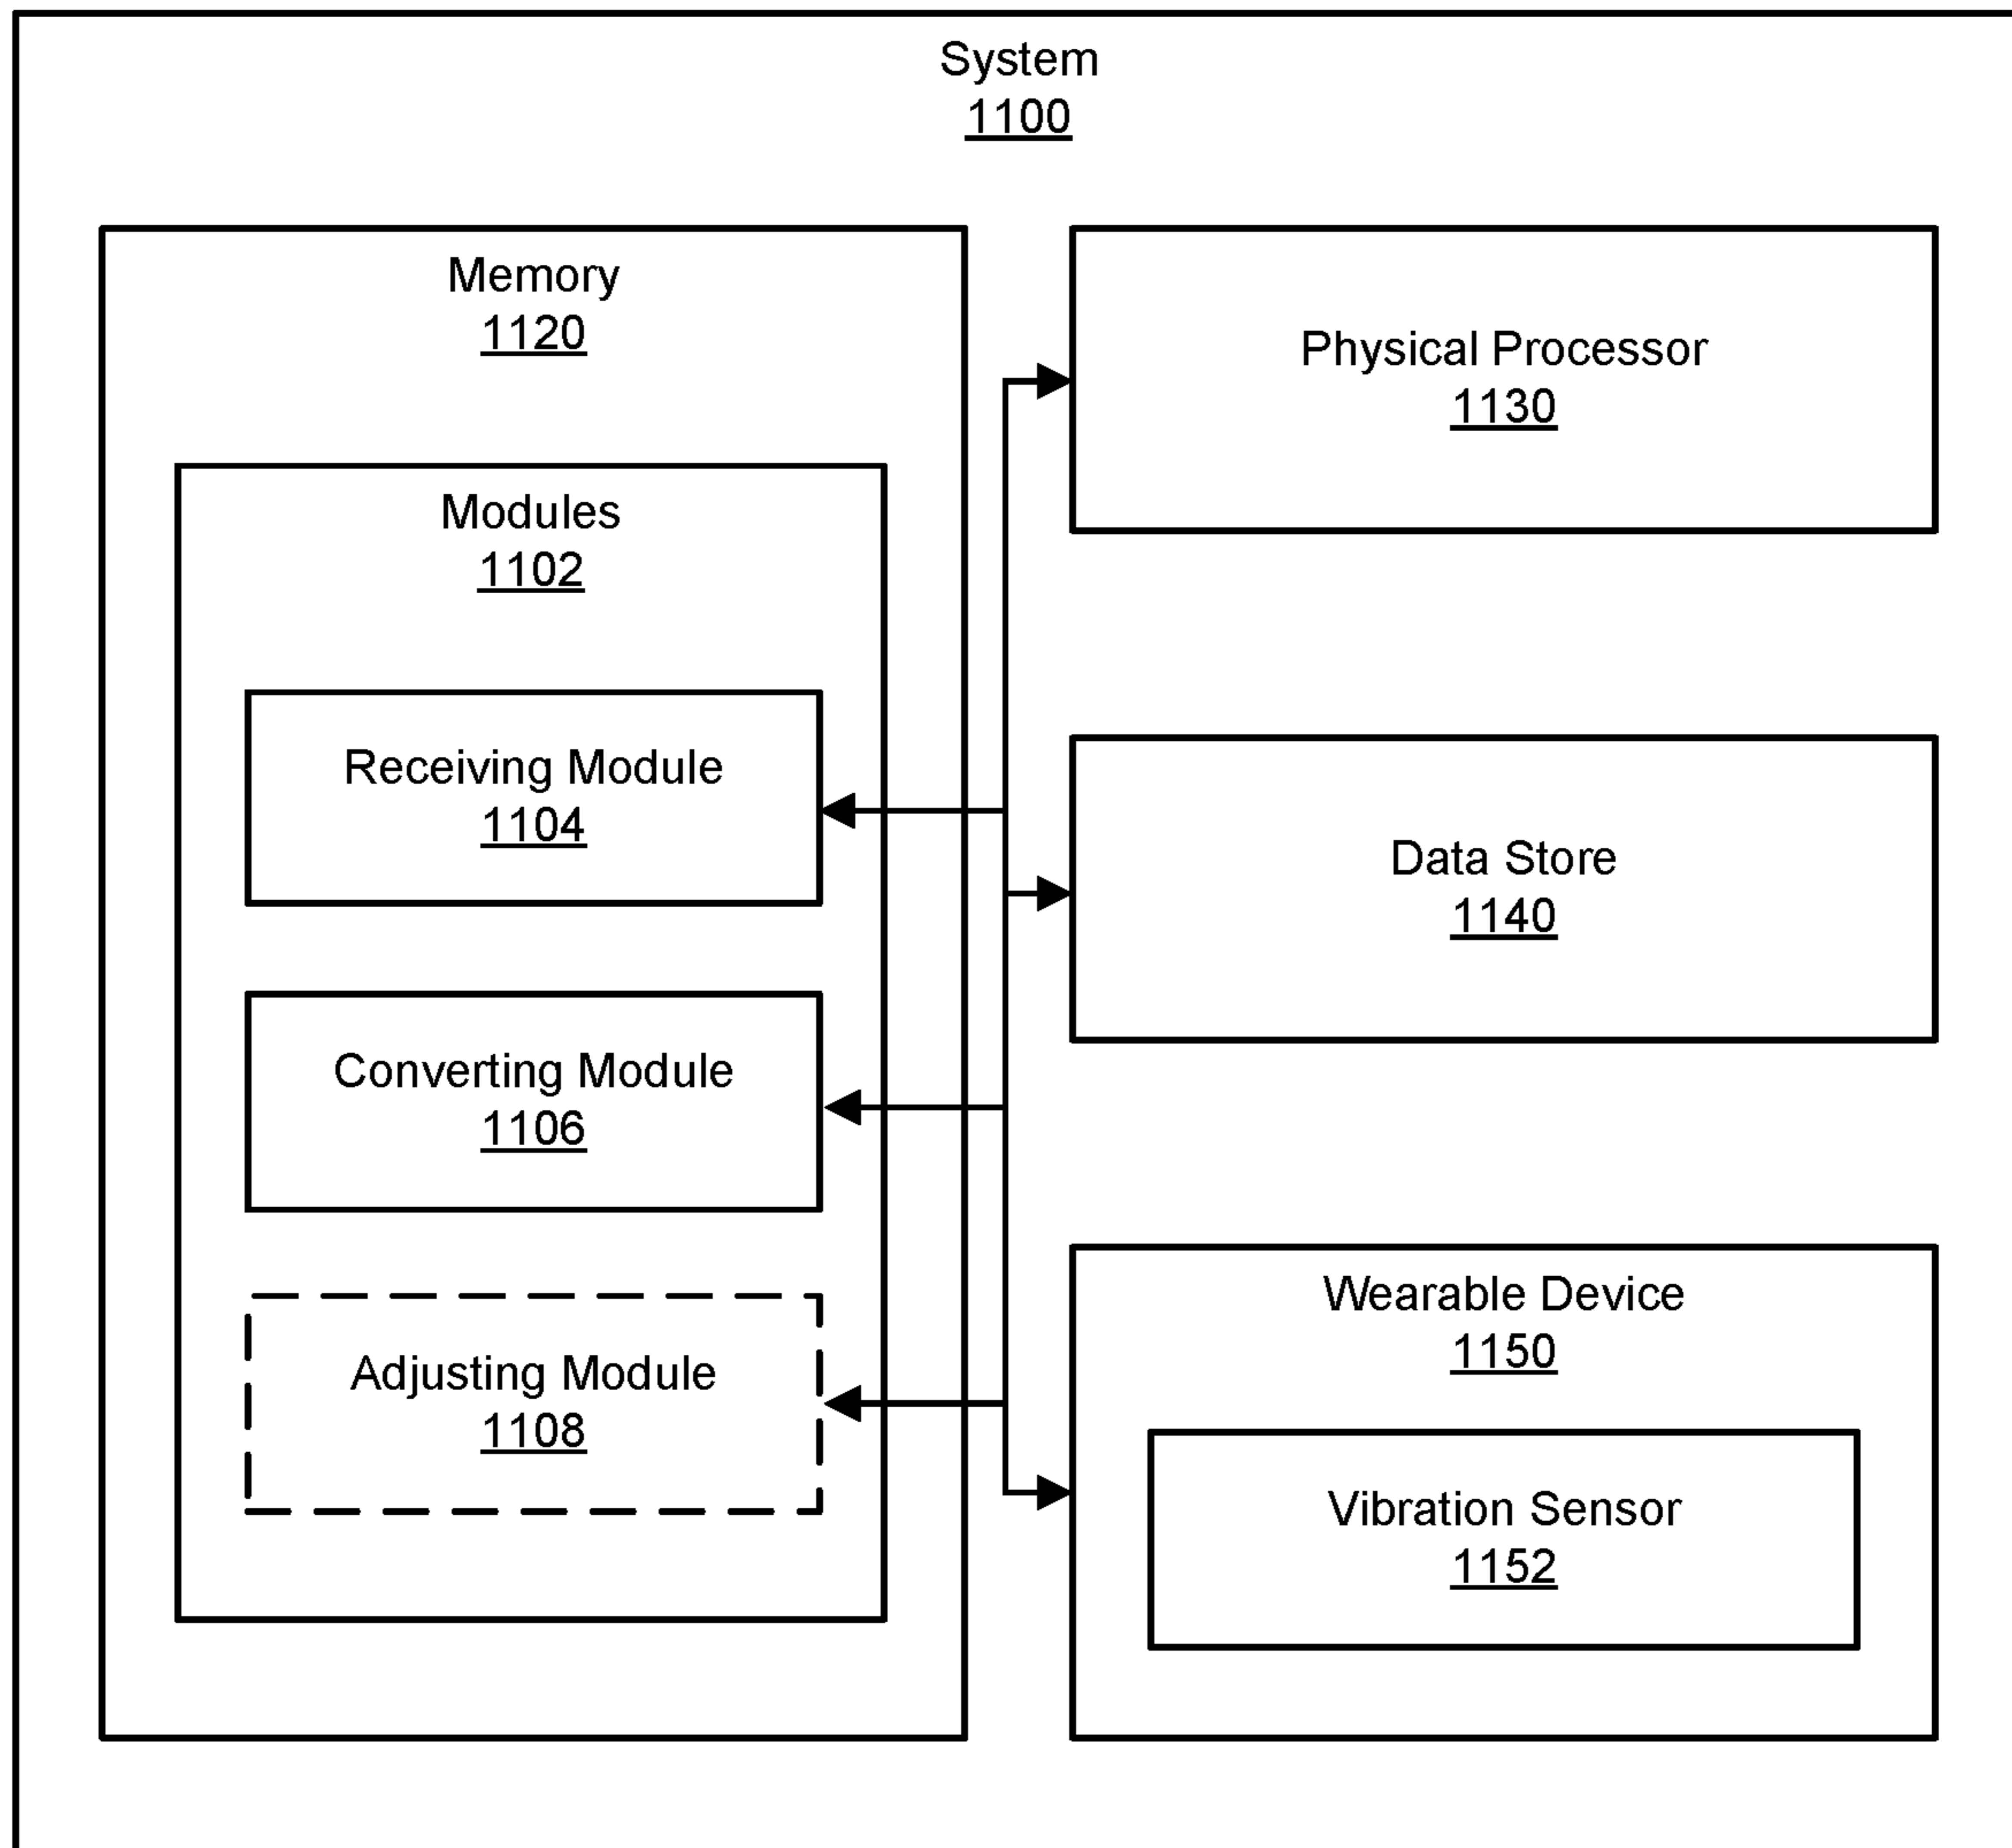 System
1100
Memory
1120
Modules
1102
Receiving Module
1104
Converting Module
1106
Adjusting Module
1108
Physical Processor
1130
Data Store
1140
Wearable Device
1150
Vibration Sensor
1152